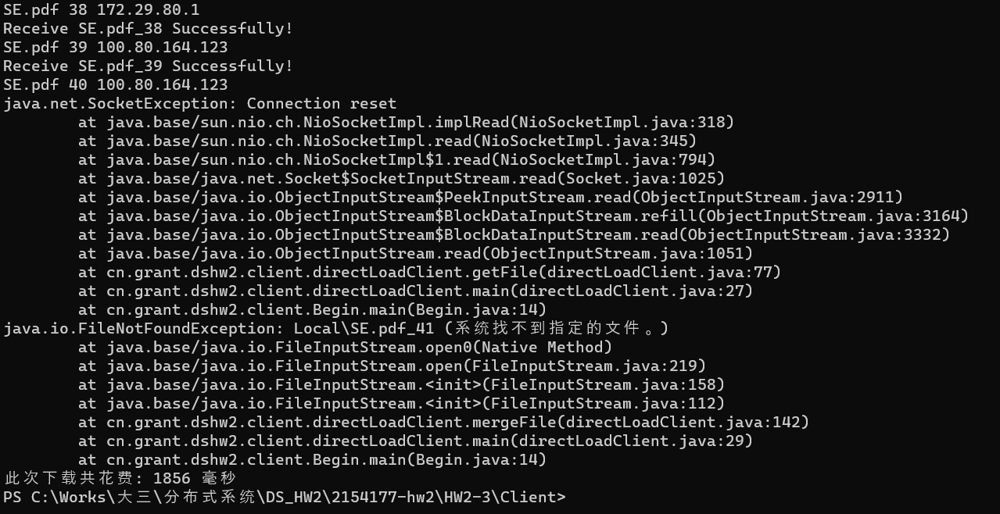 SE.pdf 38 172.29.80.1
Receive SE.pdf_38 Successfully!
SE.pdf 39 100.80.164.123
Receive SE.pdf_39 Successfully!
SE.pdf 40 100.80.164.123
java.net.SocketException: Connection reset
        at java.base/sun.nio.ch.NioSocketImpl.implRead(NioSocketImpl.java:318)
        at java.base/sun.nio.ch.NioSocketImpl.read(NioSocketImpl.java:345)
        at java.base/sun.nio.ch.NioSocketImpl$1.read(NioSocketImpl.java:794)
        at java.base/java.net.Socket$SocketInputStream.read(Socket.java:1025)
        at java.base/java.io.ObjectInputStream$PeekInputStream.read(ObjectInputStream.java:2911)
        at java.base/java.io.ObjectInputStream$BlockDataInputStream.refill(ObjectInputStream.java:3164)
        at java.base/java.io.ObjectInputStream$BlockDataInputStream.read(ObjectInputStream.java:3332)
        at java.base/java.io.ObjectInputStream.read(ObjectInputStream.java:1051)
        at cn.grant.dshw2.client.directLoadClient.getFile(directLoadClient.java:77)
        at cn.grant.dshw2.client.directLoadClient.main(directLoadClient.java:27)
        at cn.grant.dshw2.client.Begin.main(Begin.java:14)
java.io.FileNotFoundException: Local\SE.pdf_41 (系统找不到指定的文件。)
        at java.base/java.io.FileInputStream.open0(Native Method)
        at java.base/java.io.FileInputStream.open(FileInputStream.java:219)
        at java.base/java.io.FileInputStream.<init>(FileInputStream.java:158)
        at java.base/java.io.FileInputStream.<init>(FileInputStream.java:112)
        at cn.grant.dshw2.client.directLoadClient.mergeFile(directLoadClient.java:142)
        at cn.grant.dshw2.client.directLoadClient.main(directLoadClient.java:29)
        at cn.grant.dshw2.client.Begin.main(Begin.java:14)
此次下载共花费: 1856 毫秒
PS C:\Works\大三\分布式系统\DS_HW2\2154177-hw2\HW2-3\Client>